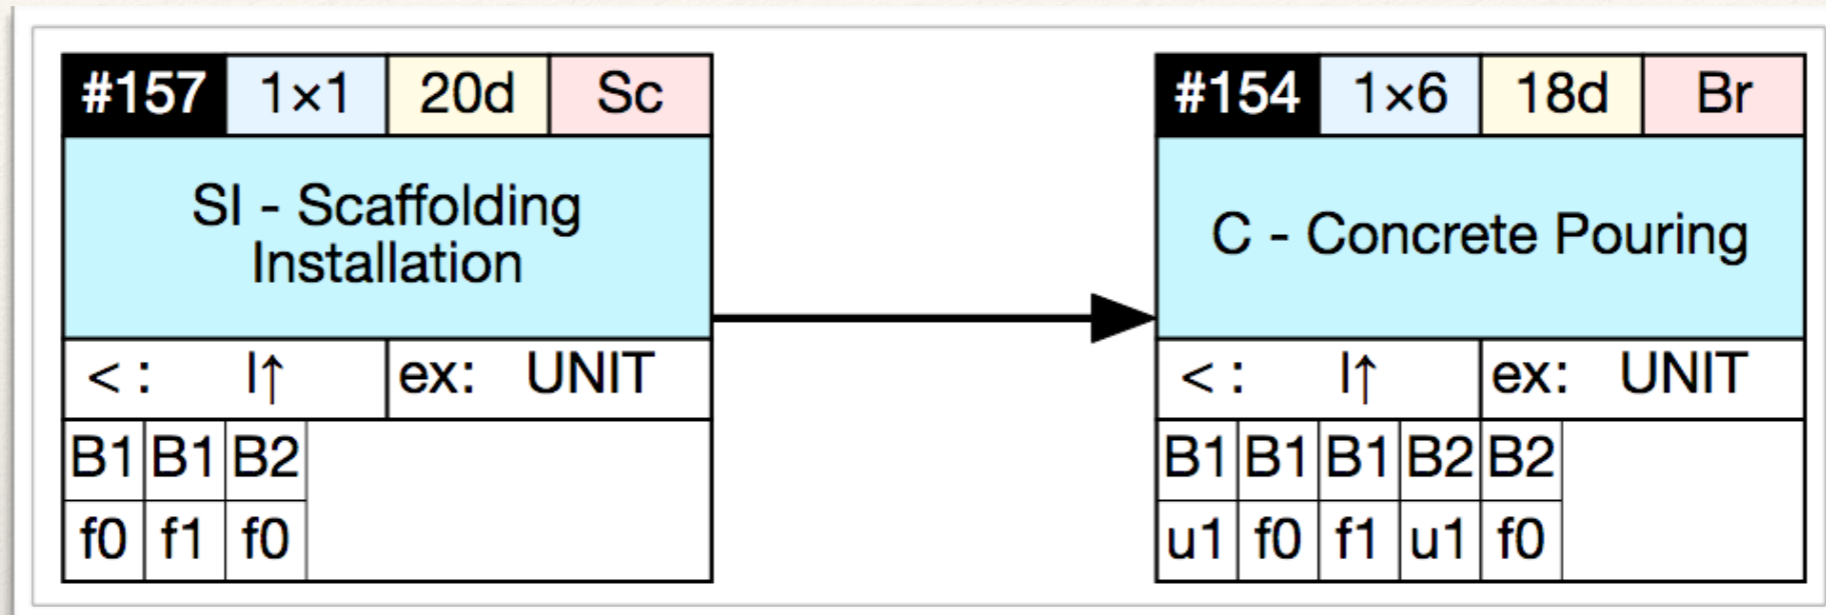 #157 1×1 20d Sc
SI - Scaffolding
Installation
< : I↑ ex: UNIT
B1 B1 B2
f0 f1 f0
#154 1×6 18d Br
C - Concrete Pouring
< : I↑ ex: UNIT
B1 B1 B1 B2 B2
u1 f0 f1 u1 f0